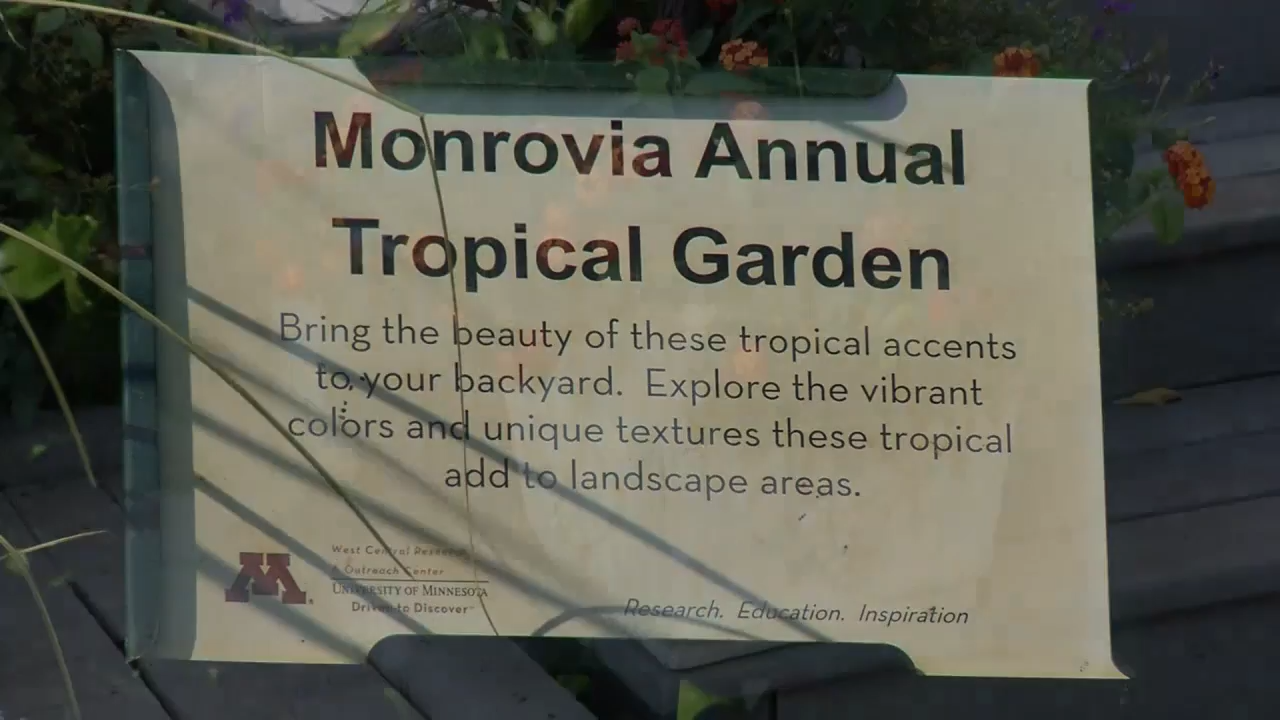 Monrovia Annual
Tropical Garden
Bring the beauty of these tropical accents
to your backyard. Explore the vibrant
colors and unique textures these tropical
add to landscape areas.
West Central Research
& Outreach Center
UNIVERSITY OF MINNESOTA
Driven to Discover
Research. Education. Inspiration